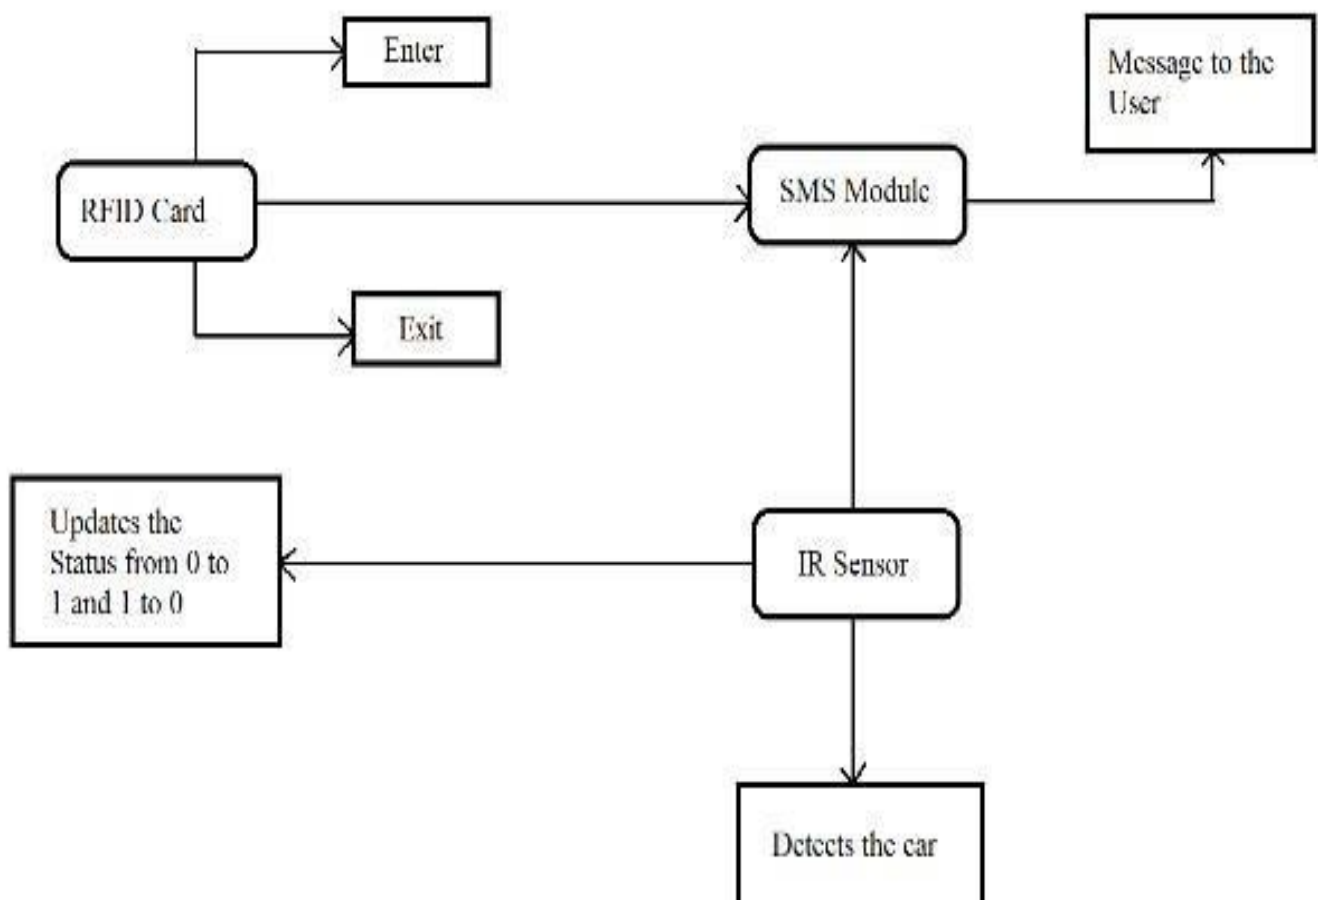 Enter
Message to the
User
RFID Card
SMS Module
Exit
Updates the
Status from 0 to
1 and 1 to 0
IR Sensor
Detects the car